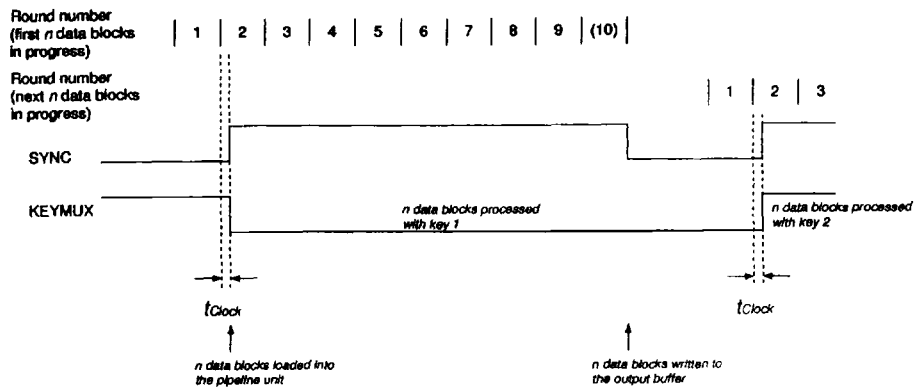 Round number
(first n data blocks
in progress)
1 2 3 4 5 6 7 8 9 (10)
Round number
(next n data blocks
in progress)
1 2 3
SYNC
KEYMUX
n data blocks processed
with key 1
n data blocks processed
with key 2
tClock
tClock
n data blocks loaded into
the pipeline unit
n data blocks written to
the output buffer